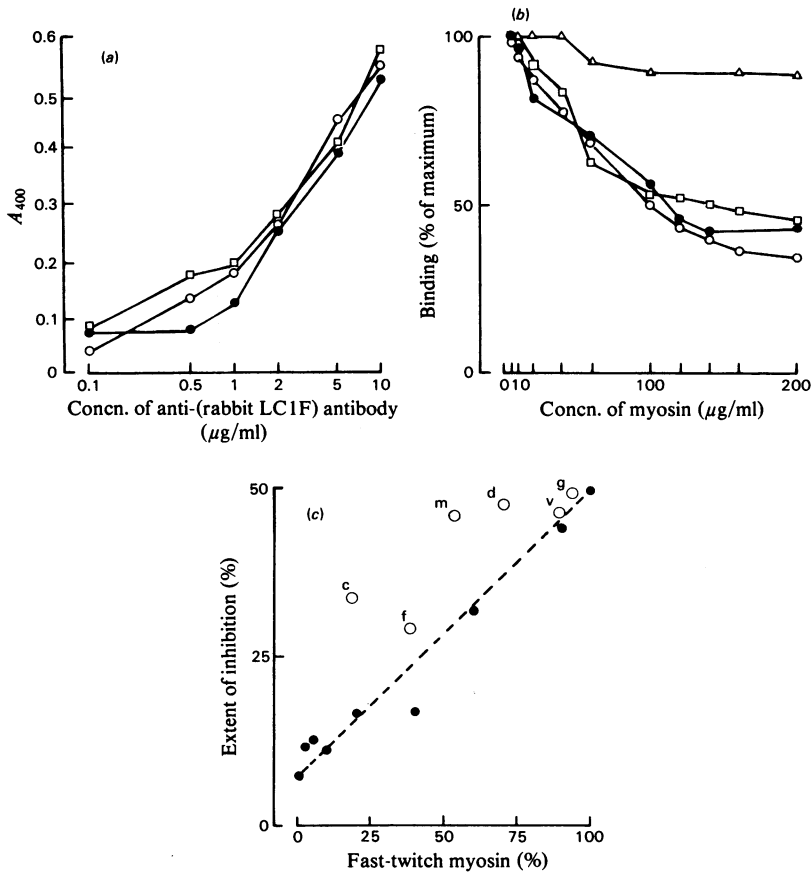 (a)
0.6
0.5
0.4
0.3
0.2
0.1
0
A400
0.1 0.5 1 2 5 10
Concn. of anti-(rabbit LC1F) antibody
(µg/ml)
(b)
100
50
0
Binding (% of maximum)
0 10 100 200
Concn. of myosin (µg/ml)
(c)
50
25
0
Extent of inhibition (%)
c
f
m
d
v
g
0 25 50 75 100
Fast-twitch myosin (%)